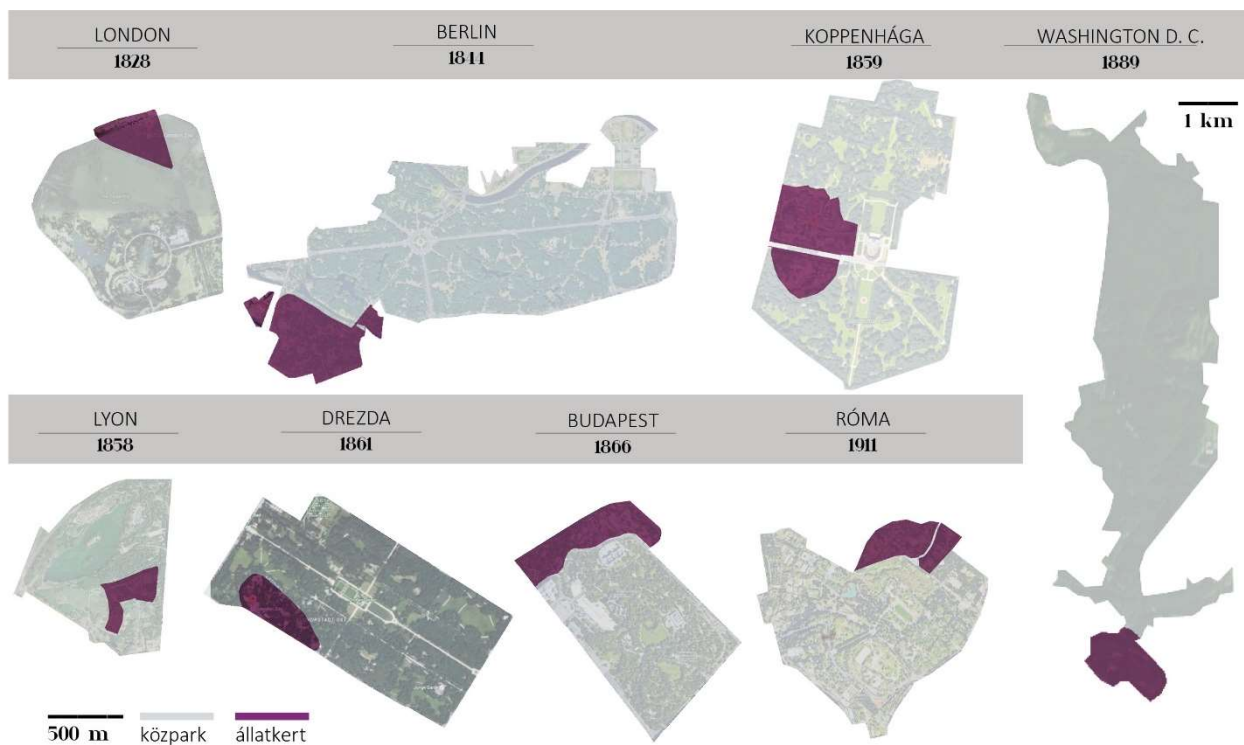 LONDON
1828
BERLIN
1844
KOPPENHÁGA
1859
WASHINGTON D. C.
1889
1 km
LYON
1858
DREZDA
1861
BUDAPEST
1866
RÓMA
1911
500 m
közpark
állatkert